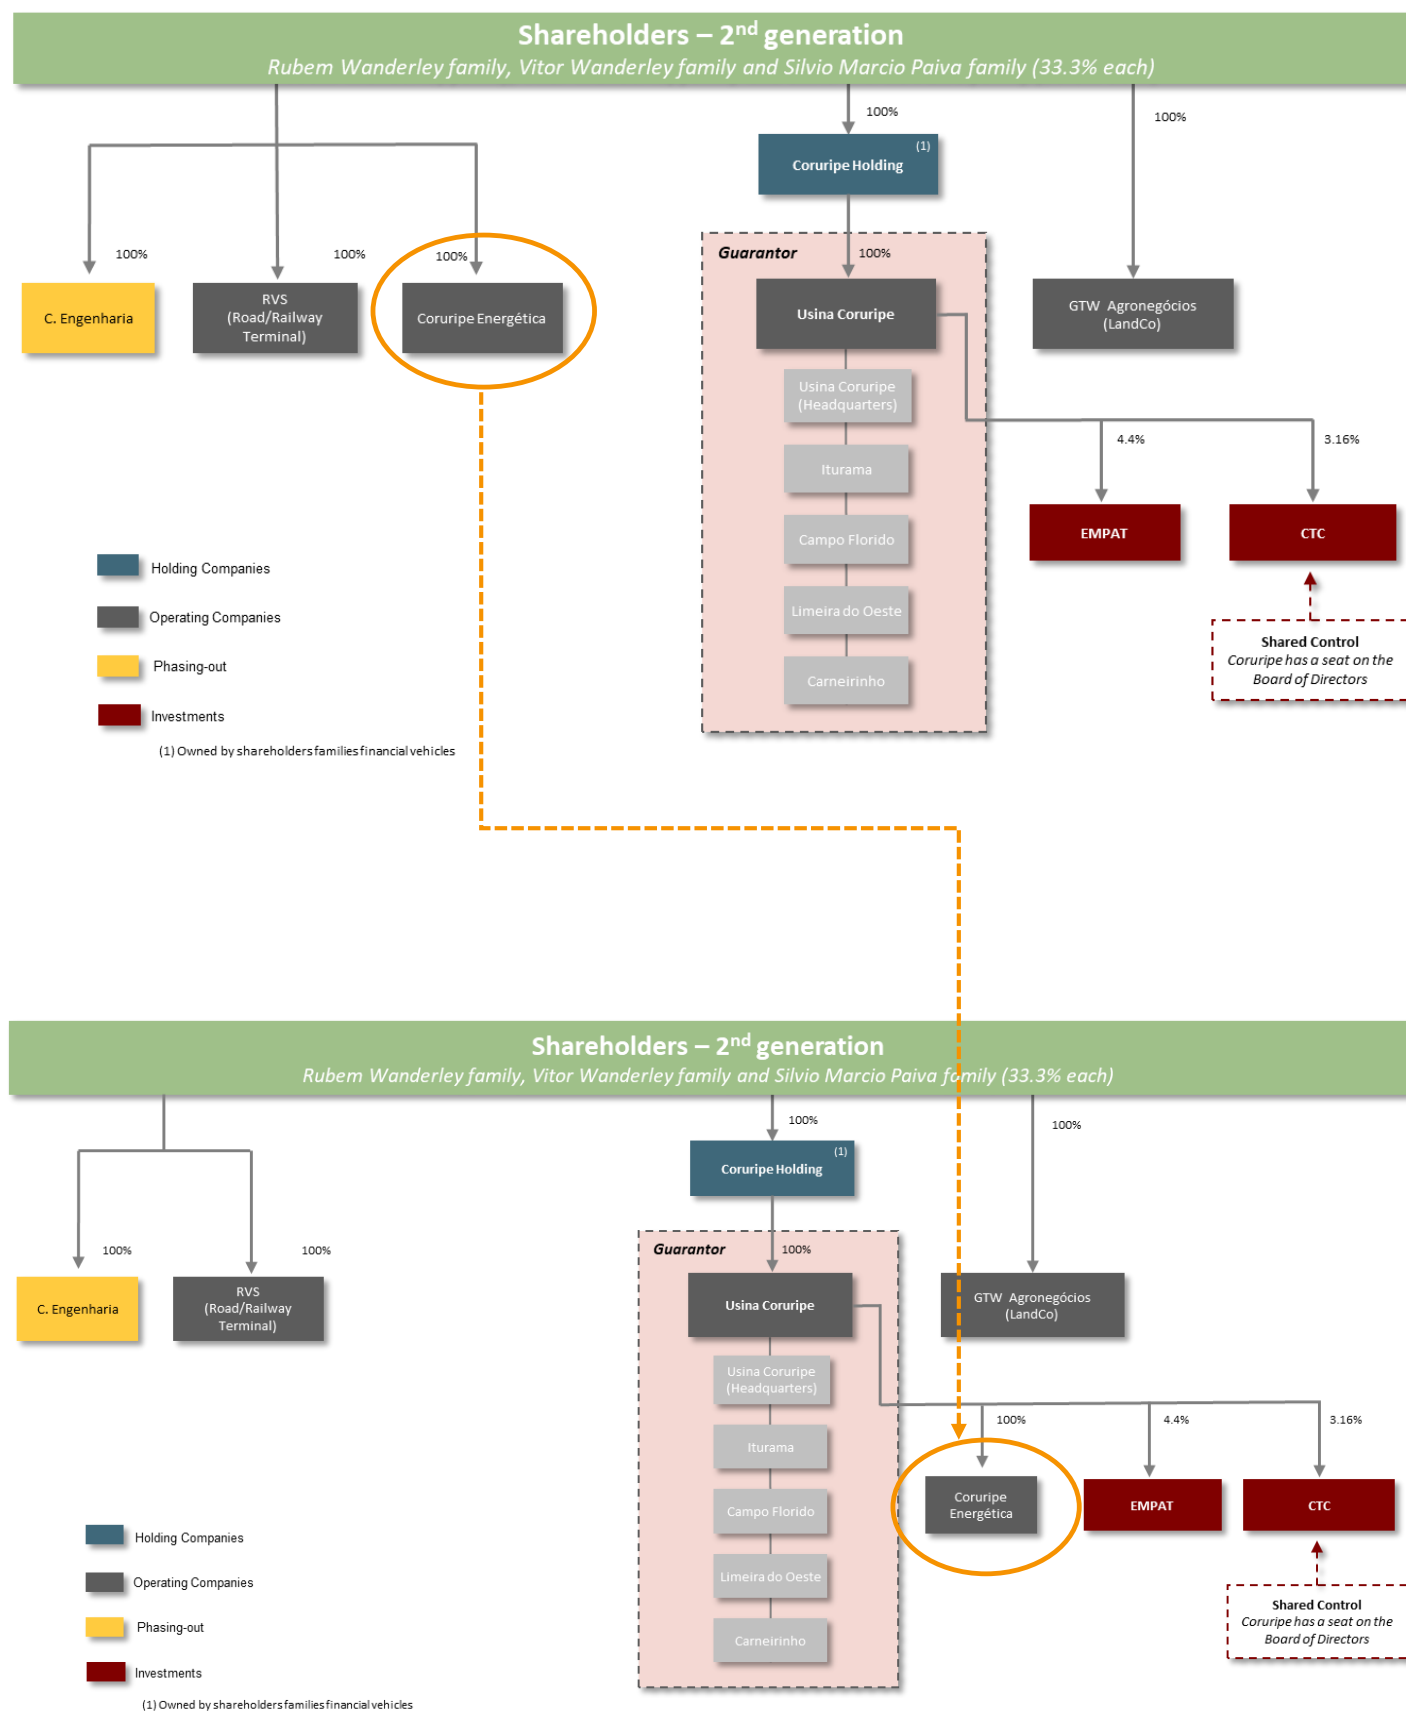 Shareholders – 2nd generation
Rubem Wanderley family, Vitor Wanderley family and Silvio Marcio Paiva family (33.3% each)
100%
100%
(1)
Coruripe Holding
100%
100%
100%
Guarantor
100%
C. Engenharia
RVS
(Road/Railway
Terminal)
Coruripe Energética
Usina Coruripe
GTW Agronegócios
(LandCo)
Usina Coruripe
(Headquarters)
4.4%
3.16%
Iturama
EMPAT
CTC
Campo Florido
Holding Companies
Limeira do Oeste
Operating Companies
Shared Control
Coruripe has a seat on the
Board of Directors
Phasing-out
Carneirinho
Investments
(1) Owned by shareholders families financial vehicles
Shareholders – 2nd generation
Rubem Wanderley family, Vitor Wanderley family and Silvio Marcio Paiva family (33.3% each)
100%
100%
(1)
Coruripe Holding
100%
100%
Guarantor
100%
C. Engenharia
RVS
(Road/Railway
Terminal)
Usina Coruripe
GTW Agronegócios
(LandCo)
Usina Coruripe
(Headquarters)
100%
4.4%
3.16%
Iturama
Coruripe
Energética
EMPAT
CTC
Campo Florido
Holding Companies
Limeira do Oeste
Operating Companies
Shared Control
Coruripe has a seat on the
Board of Directors
Phasing-out
Carneirinho
Investments
(1) Owned by shareholders families financial vehicles